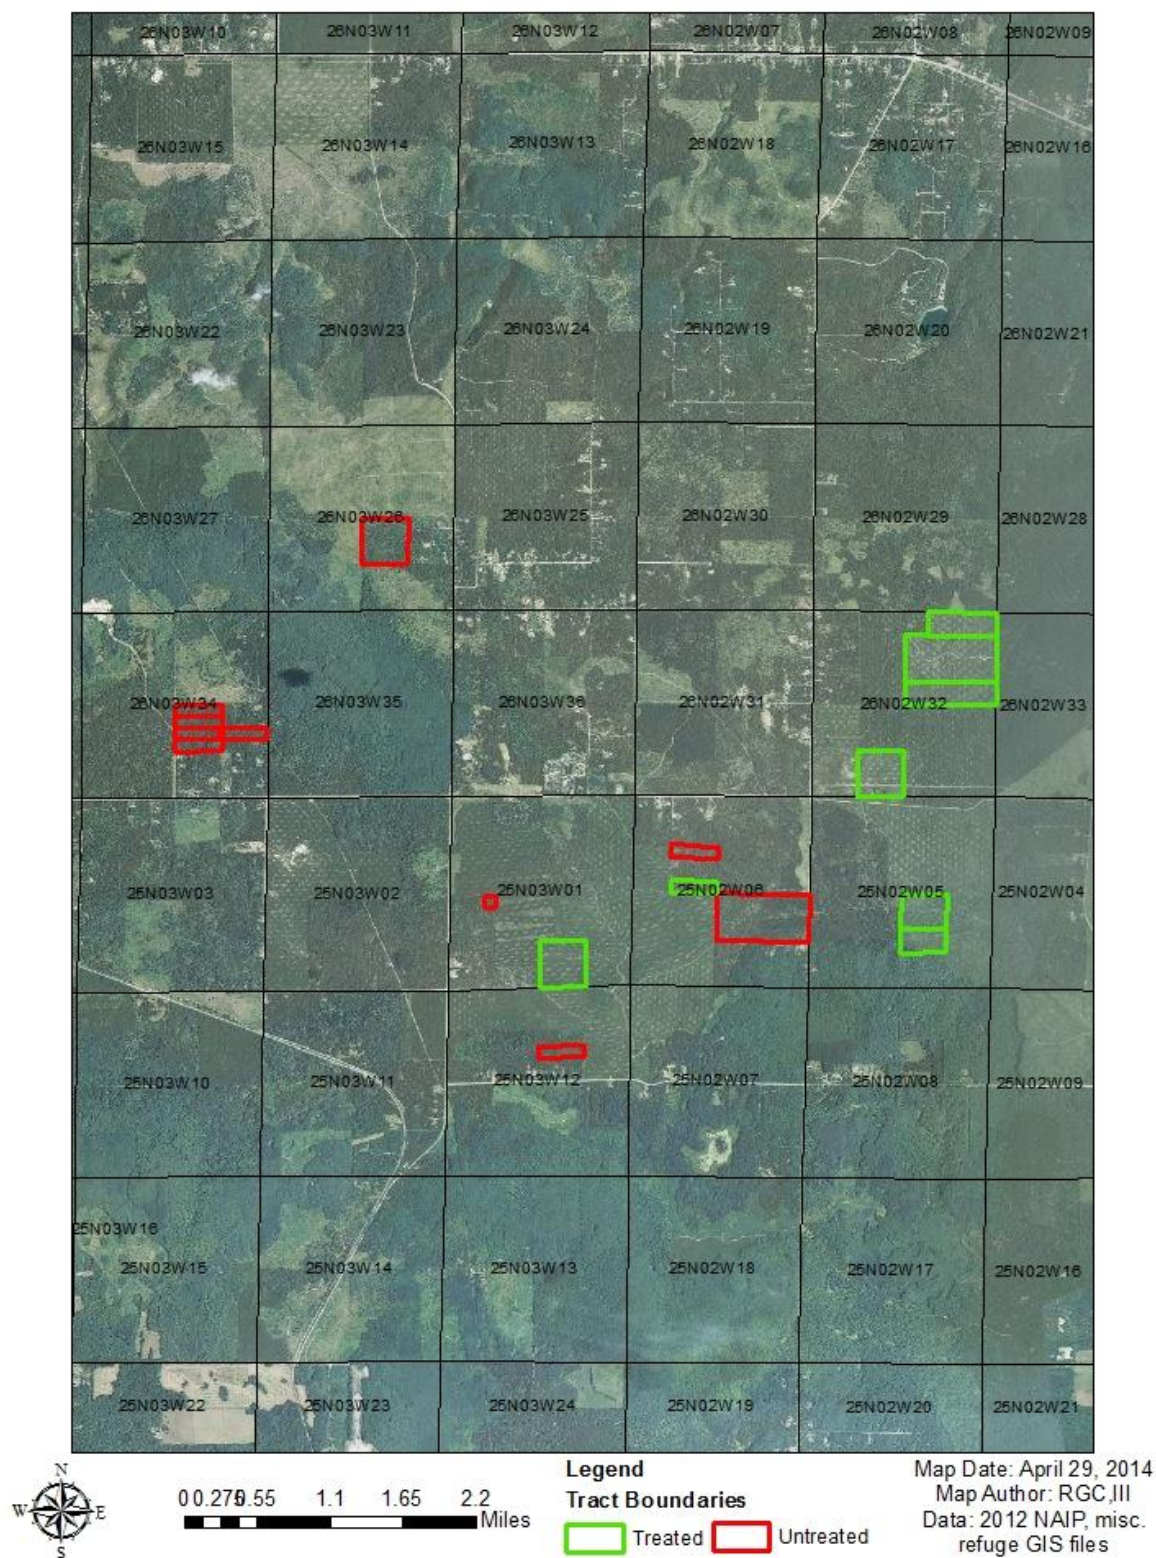 26N03W10 26N03W11 26N03W12 26N02W07 26N02W08 26N02W09
26N03W15 26N03W14 26N03W13 26N02W18 26N02W17 26N02W16
26N03W22 26N03W23 26N03W24 26N02W19 26N02W20 26N02W21
26N03W27 26N03W26 26N03W25 26N02W30 26N02W29 26N02W28
26N03W34 26N03W35 26N03W36 26N02W31 26N02W32 26N02W33
25N03W03 25N03W02 25N03W01 25N02W06 25N02W05 25N02W04
25N03W10 25N03W11 25N03W12 25N02W07 25N02W08 25N02W09
25N03W16
25N03W15 25N03W14 25N03W13 25N02W18 25N02W17 25N02W16
25N03W22 25N03W23 25N03W24 25N02W19 25N02W20 25N02W21
N
W E
S
0 0.275 0.55 1.1 1.65 2.2
Miles
Legend
Tract Boundaries
Treated Untreated
Map Date: April 29, 2014
Map Author: RGC,III
Data: 2012 NAIP, misc.
refuge GIS files